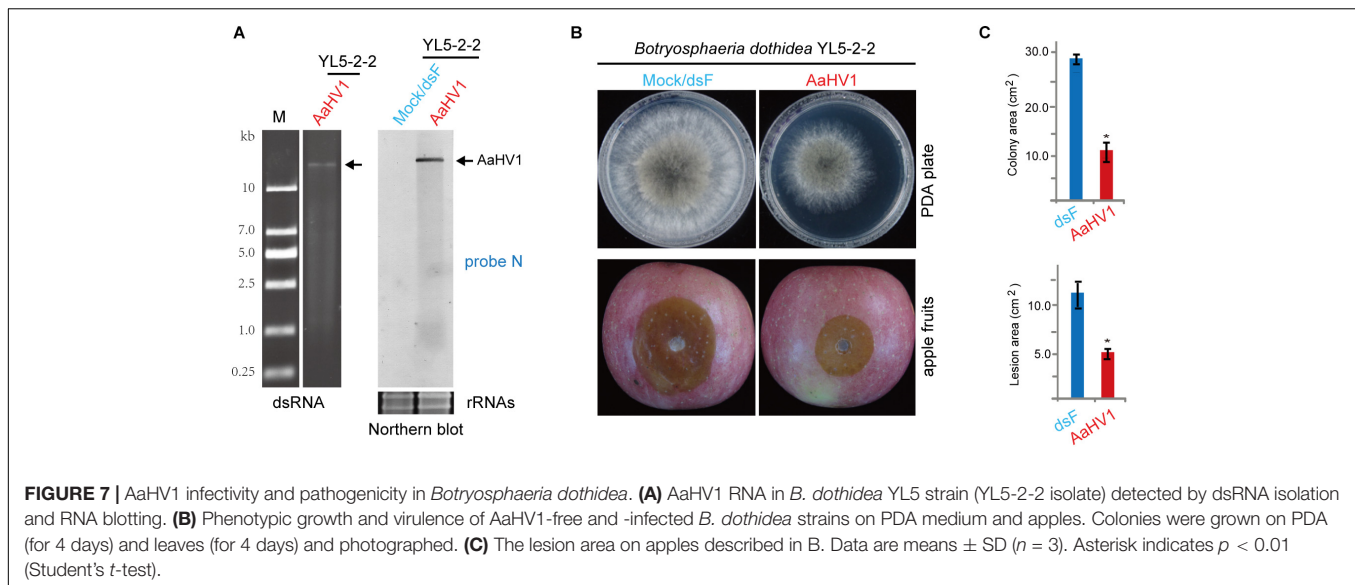 A
YL5-2-2
YL5-2-2
M
AaHV1
Mock/dsF
AaHV1
kb
10
7.0
5.0
2.5
1.0
0.25
AaHV1
probe N
dsRNA
rRNAs
Northern blot
B
Botryosphaeria dothidea YL5-2-2
Mock/dsF
AaHV1
PDA plate
apple fruits
C
Colony area (cm2)
30.0
20.0
10.0
*
dsF
AaHV1
Lesion area (cm2)
10.0
5.0
*
dsF
AaHV1
FIGURE 7 | AaHV1 infectivity and pathogenicity in Botryosphaeria dothidea. (A) AaHV1 RNA in B. dothidea YL5 strain (YL5-2-2 isolate) detected by dsRNA isolation
and RNA blotting. (B) Phenotypic growth and virulence of AaHV1-free and -infected B. dothidea strains on PDA medium and apples. Colonies were grown on PDA
(for 4 days) and leaves (for 4 days) and photographed. (C) The lesion area on apples described in B. Data are means ± SD (n = 3). Asterisk indicates p < 0.01
(Student's t-test).